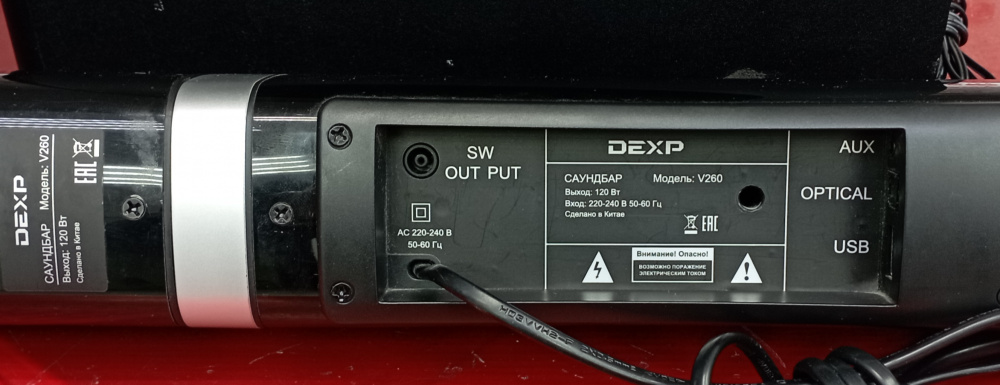 DEXP
САУНДБАР Модель: V260
Выход: 120 Вт
Сделано в Китае
EAC
SW
OUT PUT
AC 220-240 В
50-60 Гц
DEXP
САУНДБАР Модель: V260
Выход: 120 Вт
Вход: 220-240 В 50-60 Гц
Сделано в Китае
EAC
Внимание! Опасно!
ВОЗМОЖНО ПОРАЖЕНИЕ
ЭЛЕКТРИЧЕСКИМ ТОКОМ
AUX
OPTICAL
USB